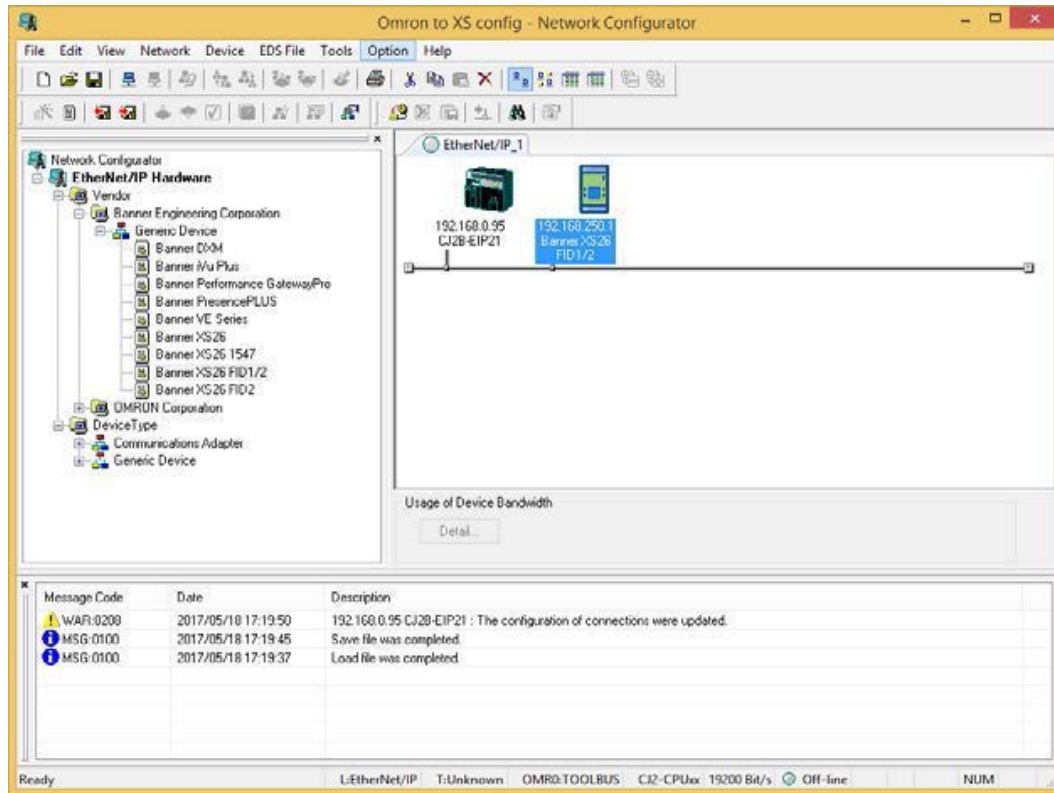 Omron to XS config - Network Configurator
File Edit View Network Device EDS File Tools Option Help
EtherNet/IP_1
Network Configurator
EtherNet/IP Hardware
Vendor
Banner Engineering Corporation
Generic Device
Banner DXM
Banner iVu Plus
Banner Performance GatewayPro
Banner PresencePLUS
Banner VE Series
Banner XS26
Banner XS26 1547
Banner XS26 FID1/2
Banner XS26 FID2
OMRON Corporation
DeviceType
Communications Adapter
Generic Device
192.168.0.95
CJ2B-EIP21
192.168.250.1
Banner XS26
FID1/2
Usage of Device Bandwidth
Detail...
Message Code Date Description
WAR:0208 2017/05/18 17:19:50 192.168.0.95 CJ2B-EIP21 : The configuration of connections were updated.
MSG:0100 2017/05/18 17:19:45 Save file was completed.
MSG:0100 2017/05/18 17:19:37 Load file was completed.
Ready L:EtherNet/IP T:Unknown OMR0:TOOLBUS CJ2-CPUxx 19200 Bit/s Off-line NUM